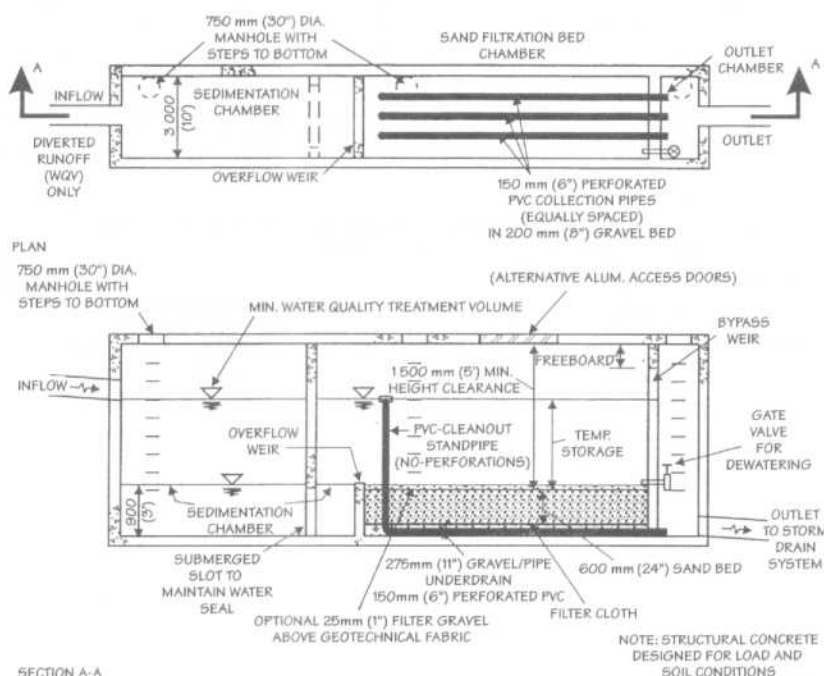 750 mm (30") DIA.
MANHOLE WITH
STEPS TO BOTTOM
SAND FILTRATION BED
CHAMBER
OUTLET
CHAMBER
A
A
INFLOW
SEDIMENTATION
CHAMBER
3 000
(10")
DIVERTED
RUNOFF
(WQV)
ONLY
OVERFLOW WEIR
OUTLET
150 mm (6") PERFORATED
PVC COLLECTION PIPES
(EQUALLY SPACED)
IN 200 mm (8") GRAVEL BED
PLAN
750 mm (30") DIA.
MANHOLE WITH
STEPS TO BOTTOM
MIN. WATER QUALITY TREATMENT VOLUME
(ALTERNATIVE ALUM. ACCESS DOORS)
BYPASS
WEIR
FREEBOARD
1 500 mm (5') MIN.
HEIGHT CLEARANCE
INFLOW
OVERFLOW
WEIR
PVC-CLEANOUT
STANDPIPE
(NO-PERFORATIONS)
TEMP.
STORAGE
GATE
VALVE
FOR
DEWATERING
900
(3')
SEDIMENTATION
CHAMBER
OUTLET
TO STORM
DRAIN
SYSTEM
SUBMERGED
SLOT TO
MAINTAIN WATER
SEAL
275mm (11") GRAVEL/PIPE
UNDERDRAIN
150mm (6") PERFORATED PVC
600 mm (24") SAND BED
FILTER CLOTH
OPTIONAL 25mm (1") FILTER GRAVEL
ABOVE GEOTECHNICAL FABRIC
NOTE: STRUCTURAL CONCRETE
DESIGNED FOR LOAD AND
SOIL CONDITIONS
SECTION A-A